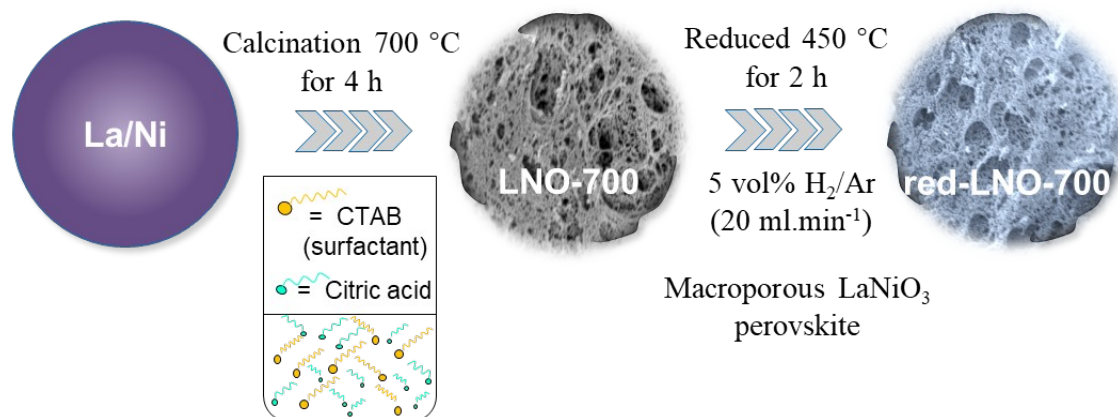 La/Ni
Calcination 700 °C
for 4 h
= CTAB
(surfactant)
= Citric acid
LNO-700
Reduced 450 °C
for 2 h
5 vol% H₂/Ar
(20 ml.min⁻¹)
red-LNO-700
Macroporous LaNiO₃
perovskite